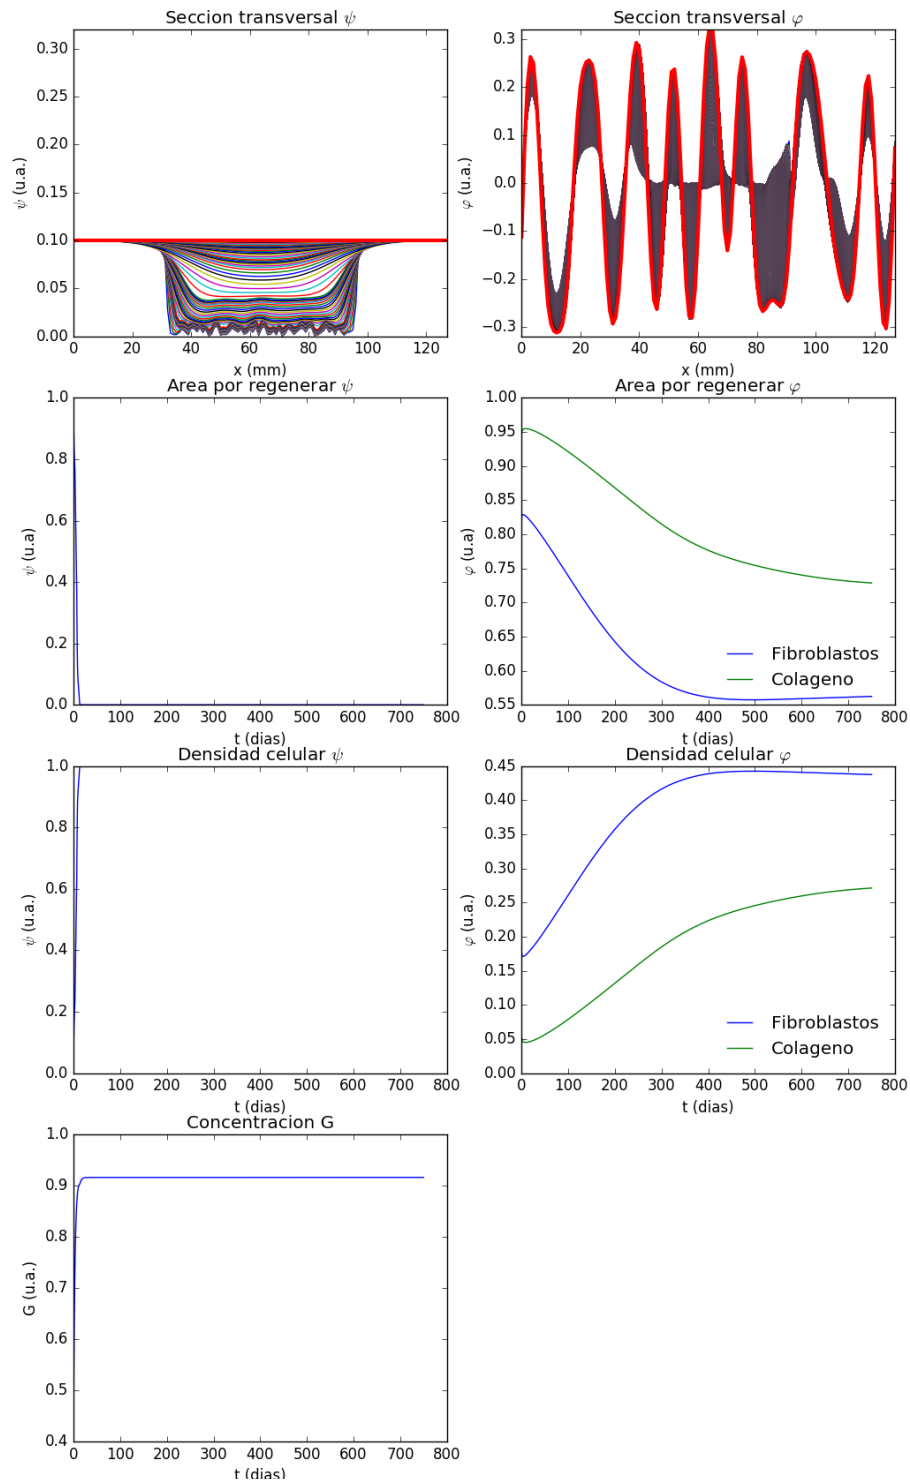 Seccion transversal ψ
0.30
0.25
0.20
0.15
0.10
0.05
0.00
ψ (u.a.)
0 20 40 60 80 100 120
x (mm)
Seccion transversal φ
0.3
0.2
0.1
0.0
−0.1
−0.2
−0.3
φ (u.a.)
0 20 40 60 80 100 120
x (mm)
Area por regenerar ψ
1.0
0.8
0.6
0.4
0.2
0.0
ψ (u.a)
0 100 200 300 400 500 600 700 800
t (dias)
Area por regenerar φ
1.00
0.95
0.90
0.85
0.80
0.75
0.70
0.65
0.60
0.55
φ (u.a)
Fibroblastos
Colageno
0 100 200 300 400 500 600 700 800
t (dias)
Densidad celular ψ
1.0
0.8
0.6
0.4
0.2
0.0
ψ (u.a.)
0 100 200 300 400 500 600 700 800
t (dias)
Densidad celular φ
0.45
0.40
0.35
0.30
0.25
0.20
0.15
0.10
0.05
0.00
φ (u.a.)
Fibroblastos
Colageno
0 100 200 300 400 500 600 700 800
t (dias)
Concentracion G
1.0
0.9
0.8
0.7
0.6
0.5
0.4
G (u.a.)
0 100 200 300 400 500 600 700 800
t (dias)